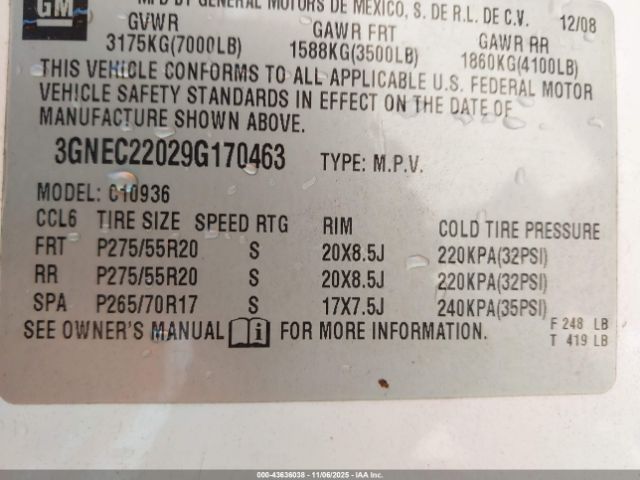 GM
MFD BY GENERAL MOTORS DE MEXICO, S. DE R.L. DE C.V. 12/08
GVWR GAWR FRT GAWR RR
3175KG(7000LB) 1588KG(3500LB) 1860KG(4100LB)
THIS VEHICLE CONFORMS TO ALL APPLICABLE U.S. FEDERAL MOTOR
VEHICLE SAFETY STANDARDS IN EFFECT ON THE DATE OF
MANUFACTURE SHOWN ABOVE.
3GNEC22029G170463 TYPE: M.P.V.
MODEL: C10936
CCL6 TIRE SIZE SPEED RTG RIM COLD TIRE PRESSURE
FRT P275/55R20 S 20X8.5J 220KPA(32PSI)
RR P275/55R20 S 20X8.5J 220KPA(32PSI)
SPA P265/70R17 S 17X7.5J 240KPA(35PSI)
SEE OWNER'S MANUAL i FOR MORE INFORMATION.
F 248 LB
T 419 LB
000-43636038 - 11/06/2025 - IAA Inc.